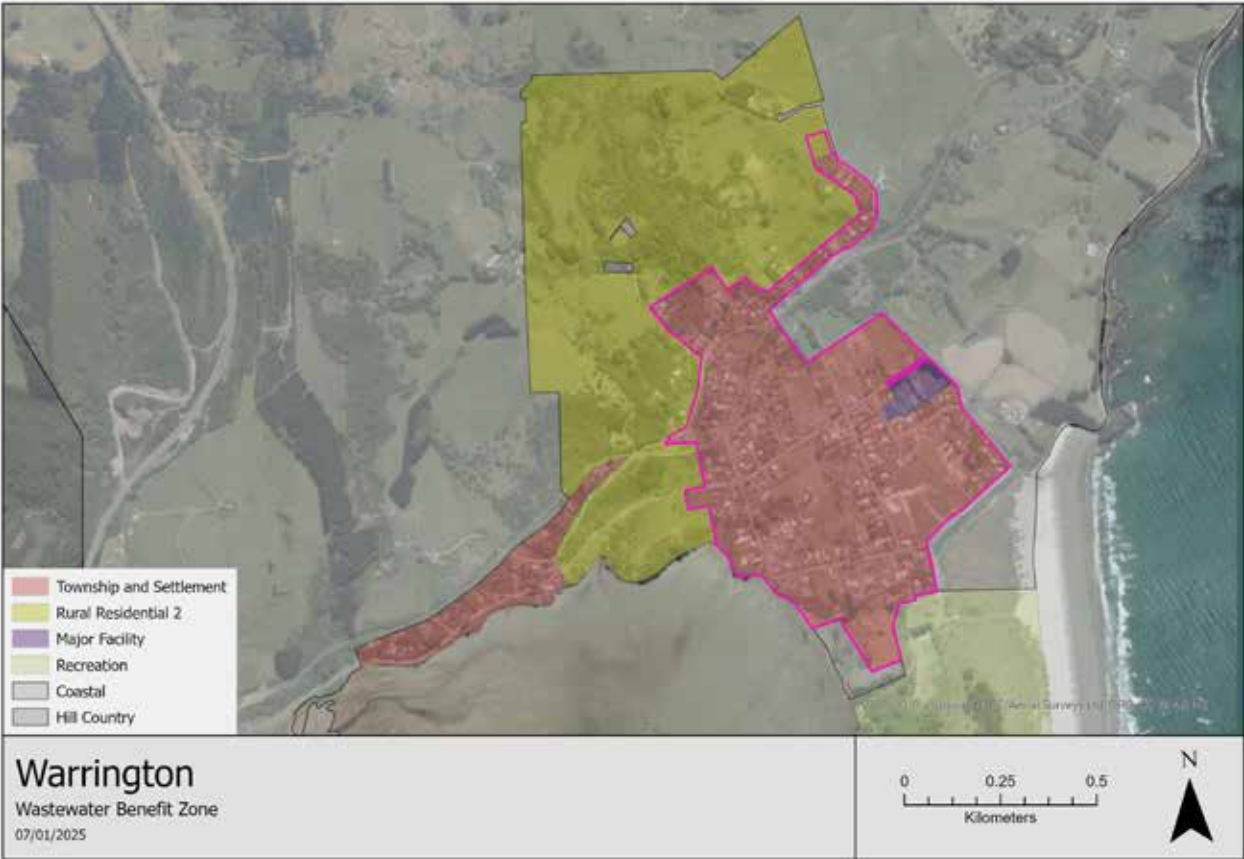 Township and Settlement
Rural Residential 2
Major Facility
Recreation
Coastal
Hill Country
Warrington
Wastewater Benefit Zone
07/01/2025
0 0.25 0.5
Kilometers
N